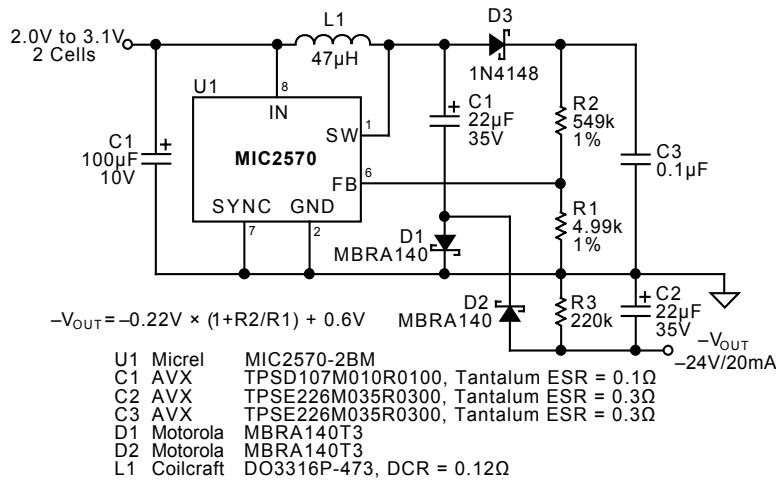 L1
47µH
D3
1N4148
2.0V to 3.1V
2 Cells
U1
8
IN
SW
1
MIC2570
FB
6
SYNC
GND
7
2
C1
100µF
10V
C1
22µF
35V
R2
549k
1%
C3
0.1µF
R1
4.99k
1%
D1
MBRA140
D2
MBRA140
R3
220k
C2
22µF
35V
–VOUT
–24V/20mA
–VOUT = –0.22V × (1+R2/R1) + 0.6V
U1 Micrel MIC2570-2BM
C1 AVX TPSD107M010R0100, Tantalum ESR = 0.1Ω
C2 AVX TPSE226M035R0300, Tantalum ESR = 0.3Ω
C3 AVX TPSE226M035R0300, Tantalum ESR = 0.3Ω
D1 Motorola MBRA140T3
D2 Motorola MBRA140T3
L1 Coilcraft DO3316P-473, DCR = 0.12Ω